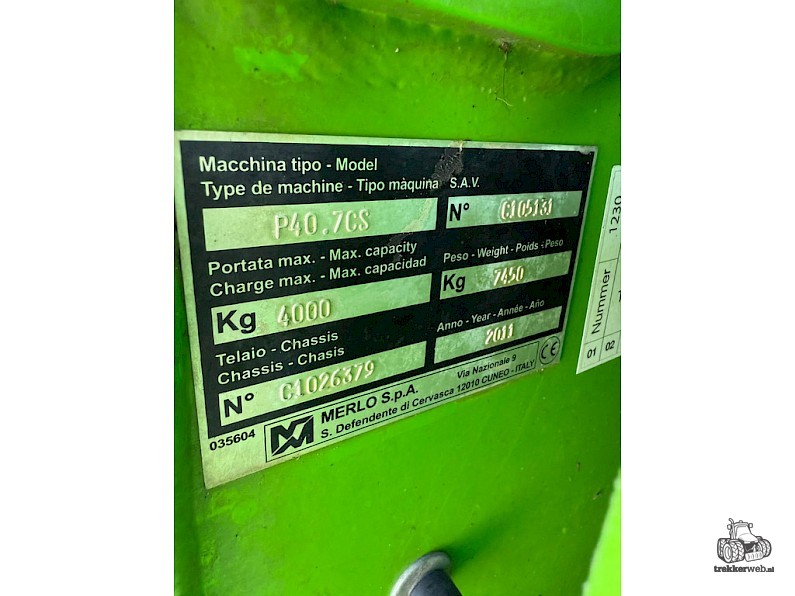 Macchina tipo - Model
Type de machine - Tipo màquina
S.A.V.
P40.7CS
N° C105131
Portata max. - Max. capacity
Charge max. - Max. capacidad
Peso - Weight - Poids - Peso
Kg 4000
Kg 7450
Telaio - Chassis
Chassis - Chasis
Anno - Year - Année - Año
2011
N° C1026379
035604
MERLO S.p.A.
Via Nazionale 9
S. Defendente di Cervasca 12010 CUNEO - ITALY
CE
Nummer
1230
01
02
trekkerweb.nl